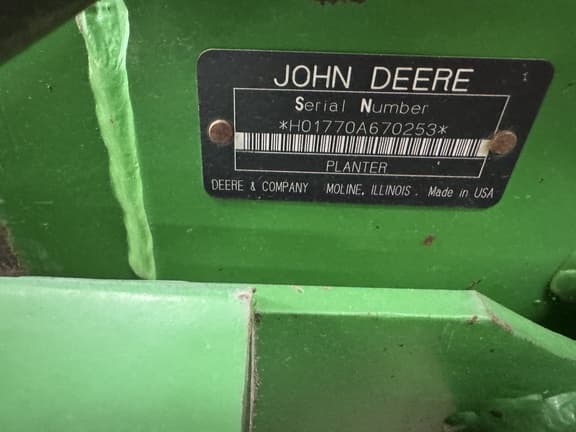 JOHN DEERE
Serial Number
*H01770A670253*
PLANTER
DEERE & COMPANY MOLINE, ILLINOIS . Made in USA